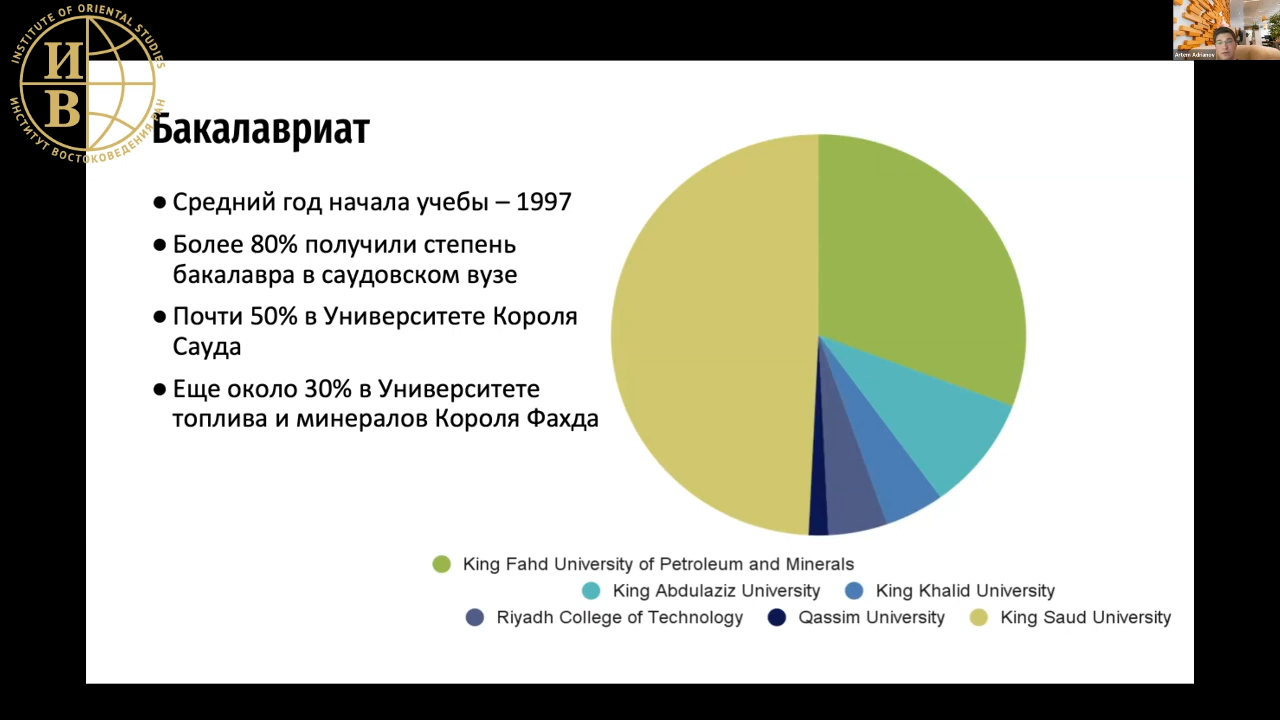 INSTITUTE OF ORIENTAL STUDIES
ИВ
ИНСТИТУТ ВОСТОКОВЕДЕНИЯ РАН
Artem Adrianov
Бакалавриат
● Средний год начала учебы – 1997
● Более 80% получили степень
бакалавра в саудовском вузе
● Почти 50% в Университете Короля
Сауда
● Еще около 30% в Университете
топлива и минералов Короля Фахда
King Fahd University of Petroleum and Minerals
King Abdulaziz University King Khalid University
Riyadh College of Technology Qassim University King Saud University